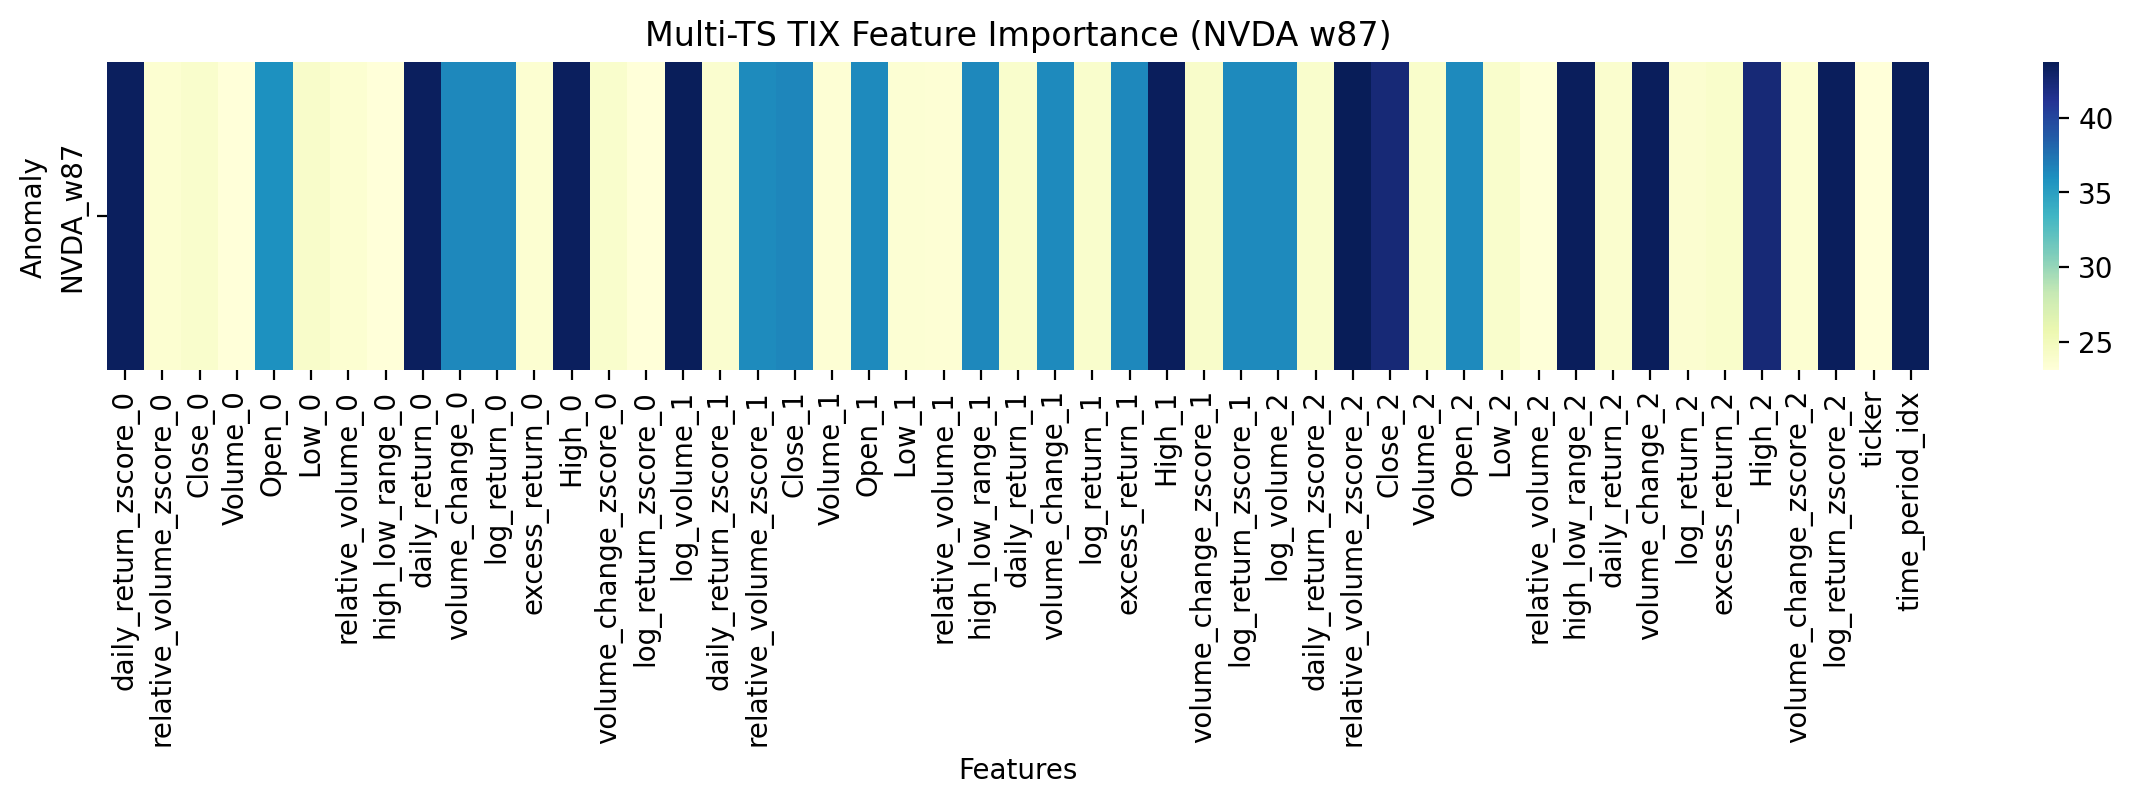 Multi-TS TIX Feature Importance (NVDA w87)
Anomaly
NVDA_w87
40
35
30
25
daily_return_zscore_0
relative_volume_zscore_0
Close_0
Volume_0
Open_0
Low_0
relative_volume_0
high_low_range_0
daily_return_0
volume_change_0
log_return_0
excess_return_0
High_0
volume_change_zscore_0
log_return_zscore_0
log_volume_1
daily_return_zscore_1
relative_volume_zscore_1
Close_1
Volume_1
Open_1
Low_1
relative_volume_1
high_low_range_1
daily_return_1
volume_change_1
log_return_1
excess_return_1
High_1
volume_change_zscore_1
log_return_zscore_1
log_volume_2
daily_return_zscore_2
relative_volume_zscore_2
Close_2
Volume_2
Open_2
Low_2
relative_volume_2
high_low_range_2
daily_return_2
volume_change_2
log_return_2
excess_return_2
High_2
volume_change_zscore_2
log_return_zscore_2
ticker
time_period_idx
Features